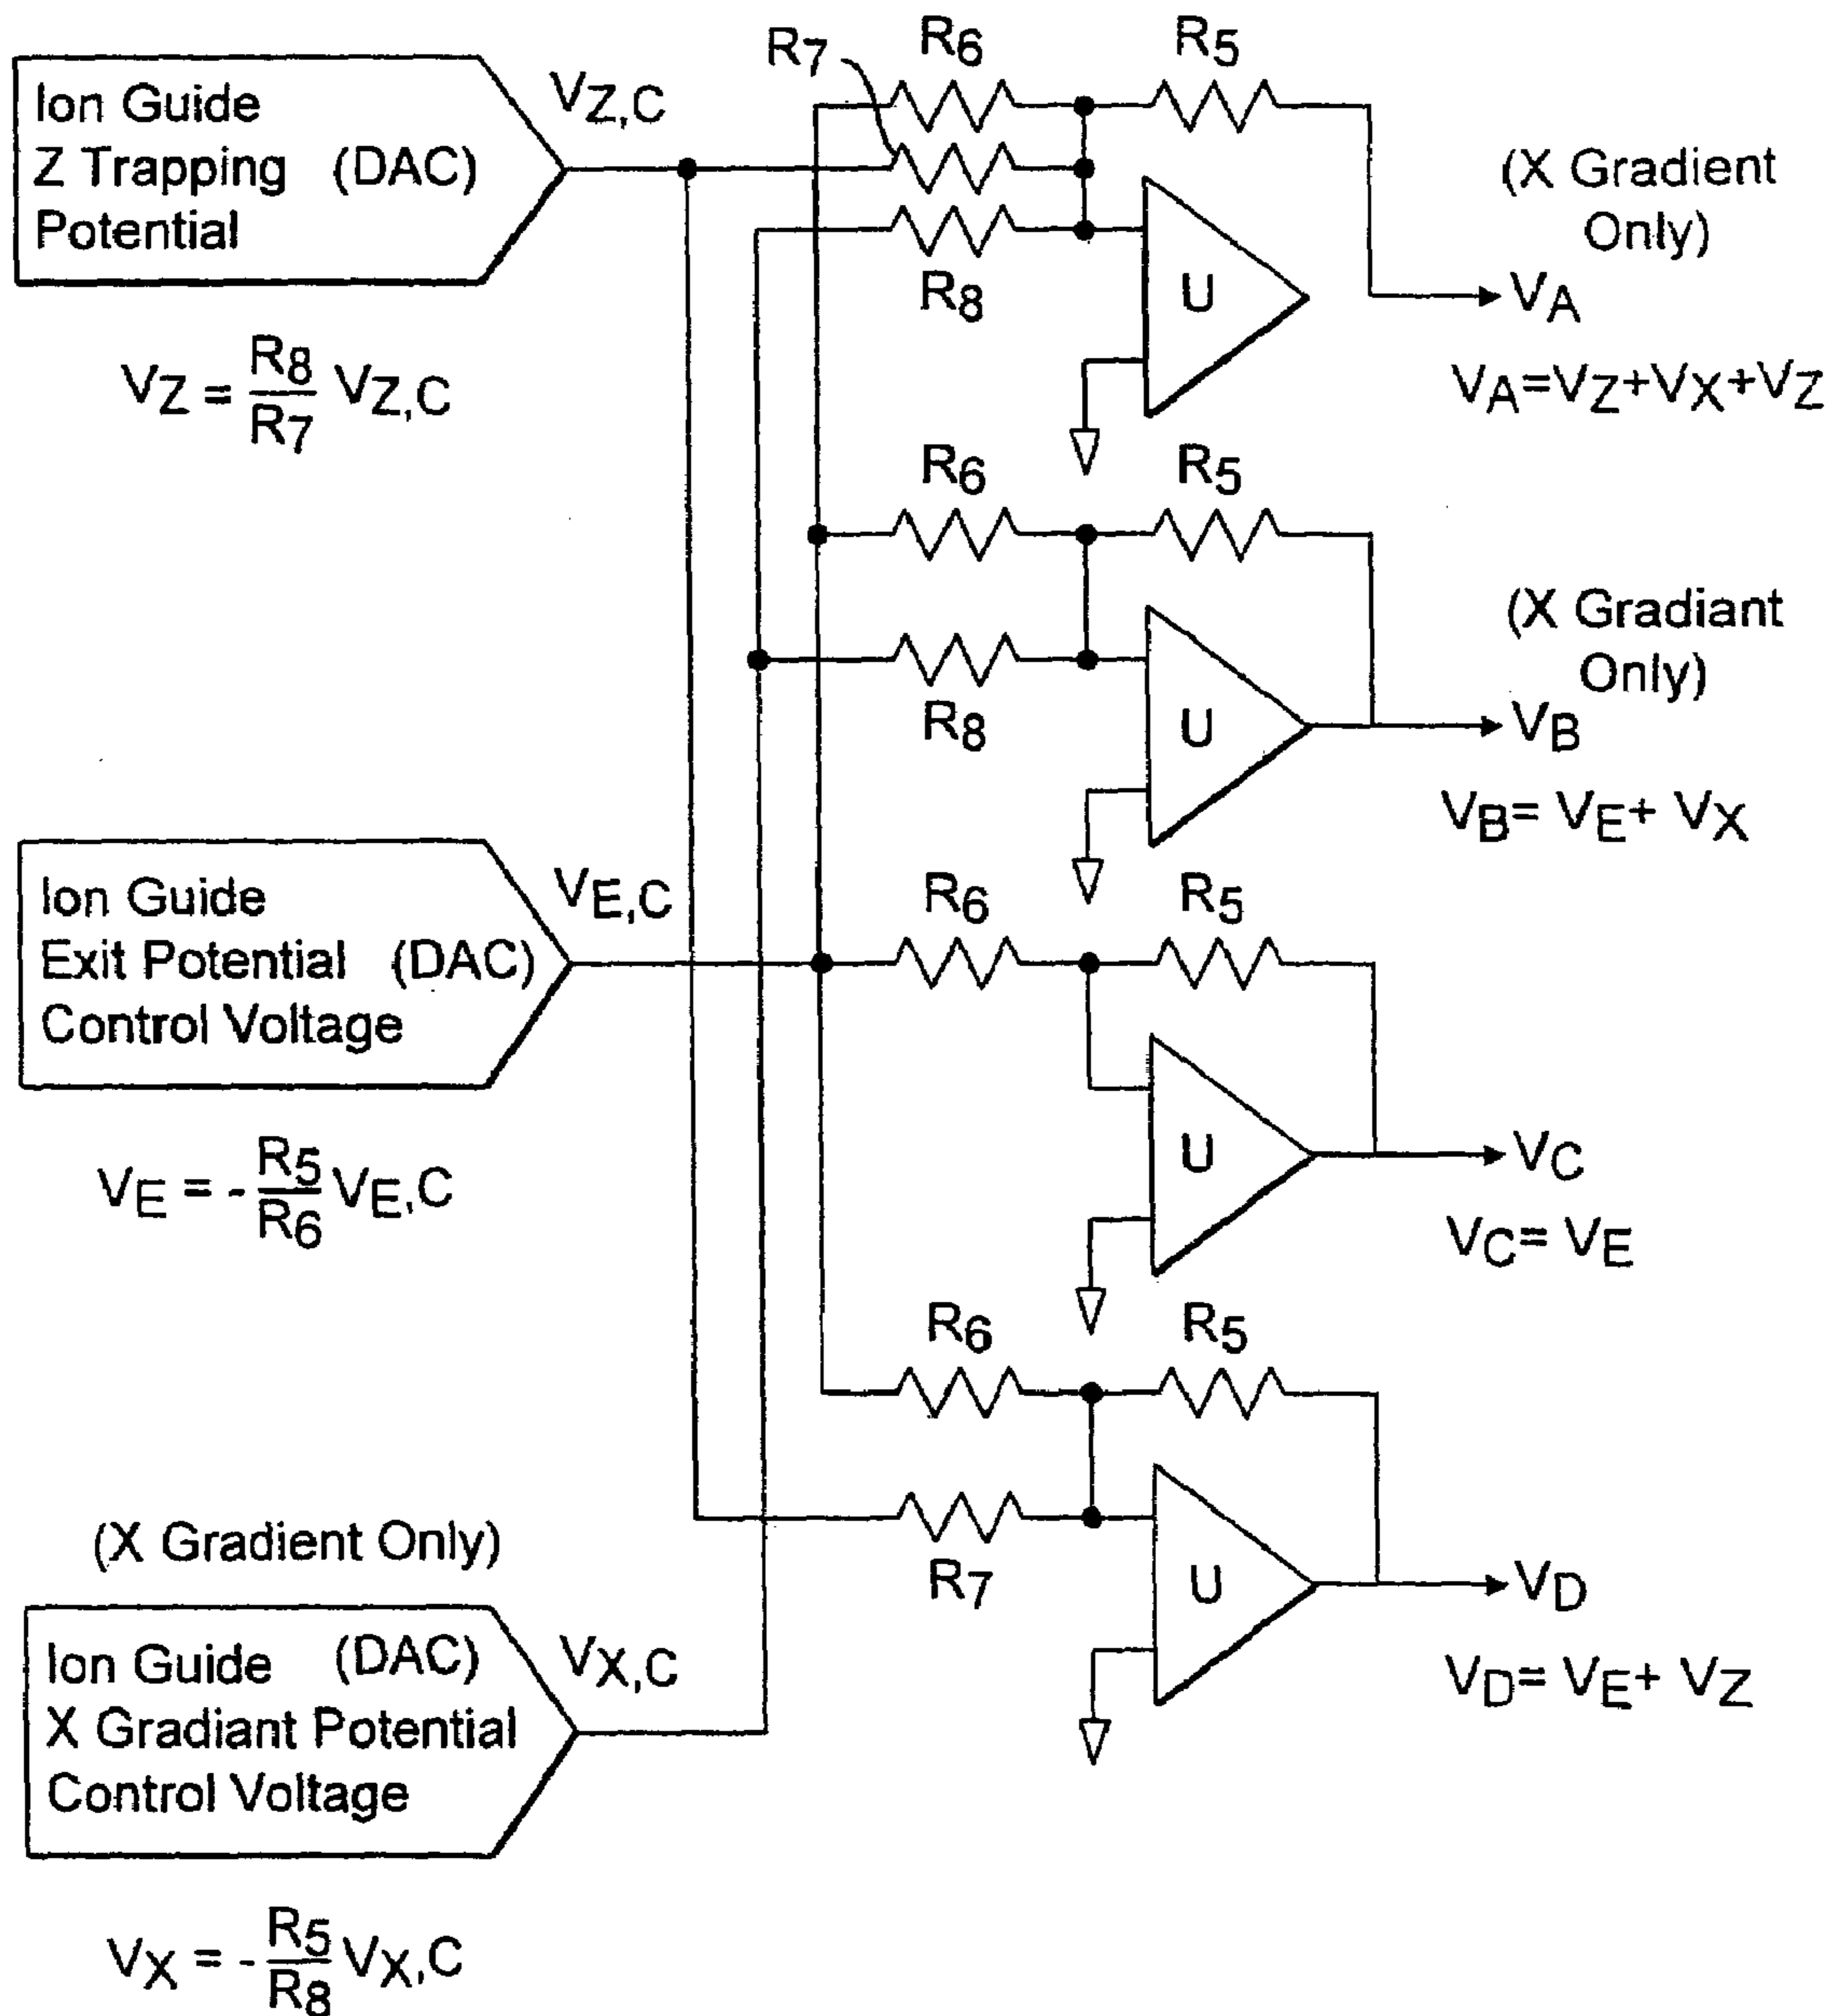 R7
R6
R5
Ion Guide
Z Trapping (DAC)
Potential
VZ,C
R8
U
(X Gradient
Only)
VA
VZ = R8/R7 VZ,C
VA=VZ+VX+VZ
R6
R5
R8
U
(X Gradiant
Only)
VB
VB= VE+ VX
Ion Guide
Exit Potential (DAC)
Control Voltage
VE,C
R6
R5
U
VC
VE = - R5/R6 VE,C
VC= VE
R6
R5
R7
U
VD
VD= VE+ VZ
(X Gradient Only)
Ion Guide (DAC)
X Gradiant Potential
Control Voltage
VX,C
VX = - R5/R8 VX,C